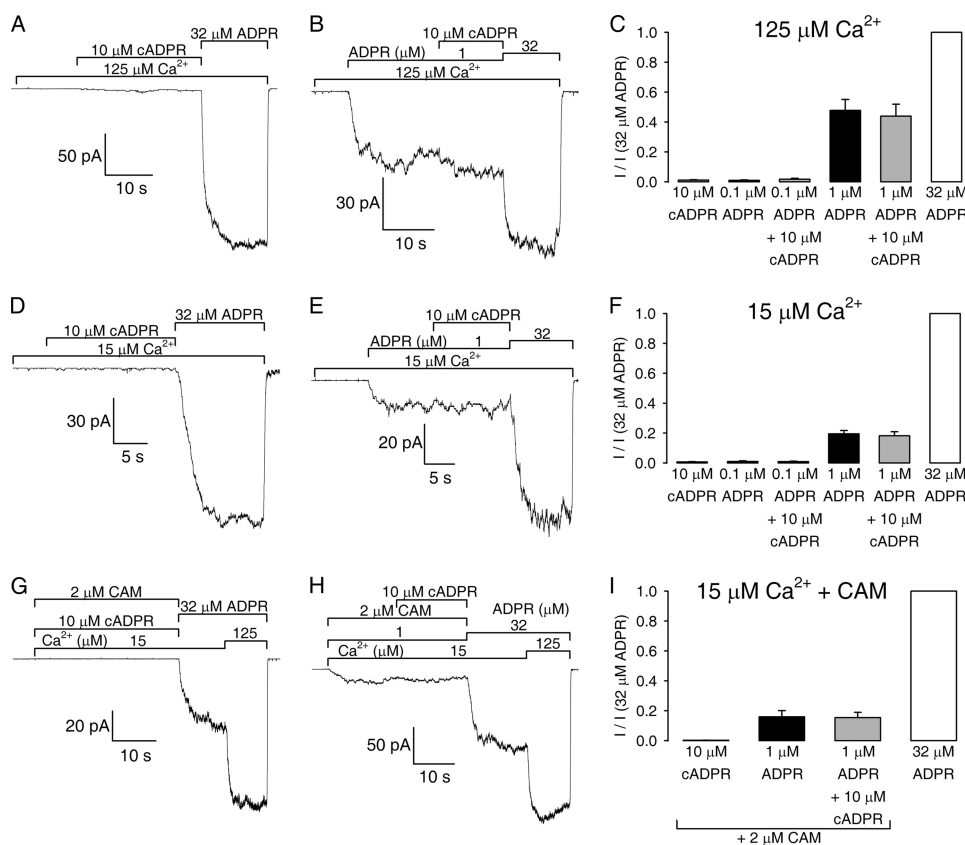 A
32 μM ADPR
10 μM cADPR
125 μM Ca²⁺
50 pA
10 s
B
10 μM cADPR
ADPR (μM) 1 32
125 μM Ca²⁺
30 pA
10 s
C
125 μM Ca²⁺
I / I (32 μM ADPR)
1.0
0.8
0.6
0.4
0.2
0.0
10 μM 0.1 μM 0.1 μM 1 μM 1 μM 32 μM
cADPR ADPR ADPR ADPR ADPR ADPR
+ 10 μM + 10 μM
cADPR cADPR
D
32 μM ADPR
10 μM cADPR
15 μM Ca²⁺
30 pA
5 s
E
10 μM cADPR
ADPR (μM) 1 32
15 μM Ca²⁺
20 pA
5 s
F
15 μM Ca²⁺
I / I (32 μM ADPR)
1.0
0.8
0.6
0.4
0.2
0.0
10 μM 0.1 μM 0.1 μM 1 μM 1 μM 32 μM
cADPR ADPR ADPR ADPR ADPR ADPR
+ 10 μM + 10 μM
cADPR cADPR
G
2 μM CAM
32 μM ADPR
10 μM cADPR
Ca²⁺ (μM) 15 125
20 pA
10 s
H
10 μM cADPR
2 μM CAM ADPR (μM)
1 32
Ca²⁺ (μM) 15 125
50 pA
10 s
I
15 μM Ca²⁺ + CAM
I / I (32 μM ADPR)
1.0
0.8
0.6
0.4
0.2
0.0
10 μM 1 μM 1 μM 32 μM
cADPR ADPR ADPR ADPR
+ 10 μM
cADPR
+ 2 μM CAM